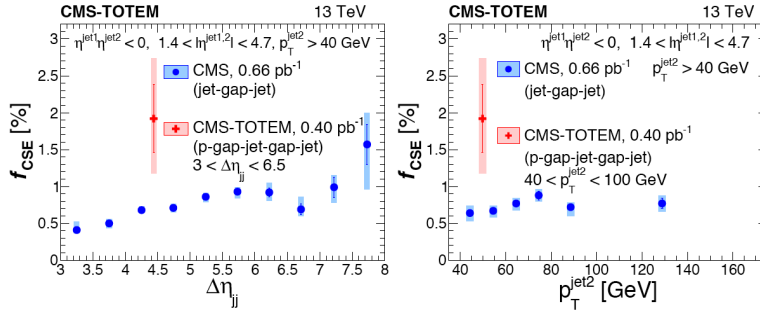 CMS-TOTEM 13 TeV
η^jet1 η^jet2 < 0, 1.4 < |η^jet1,2| < 4.7, p_T^jet2 > 40 GeV
CMS, 0.66 pb⁻¹
(jet-gap-jet)
CMS-TOTEM, 0.40 pb⁻¹
(p-gap-jet-gap-jet)
3 < Δη_jj < 6.5
f_CSE [%]
3
2.5
2
1.5
1
0.5
0
3 3.5 4 4.5 5 5.5 6 6.5 7 7.5 8
Δη_jj
CMS-TOTEM 13 TeV
η^jet1 η^jet2 < 0, 1.4 < |η^jet1,2| < 4.7
CMS, 0.66 pb⁻¹ p_T^jet2 > 40 GeV
(jet-gap-jet)
CMS-TOTEM, 0.40 pb⁻¹
(p-gap-jet-gap-jet)
40 < p_T^jet2 < 100 GeV
f_CSE [%]
3
2.5
2
1.5
1
0.5
0
40 60 80 100 120 140 160
p_T^jet2 [GeV]